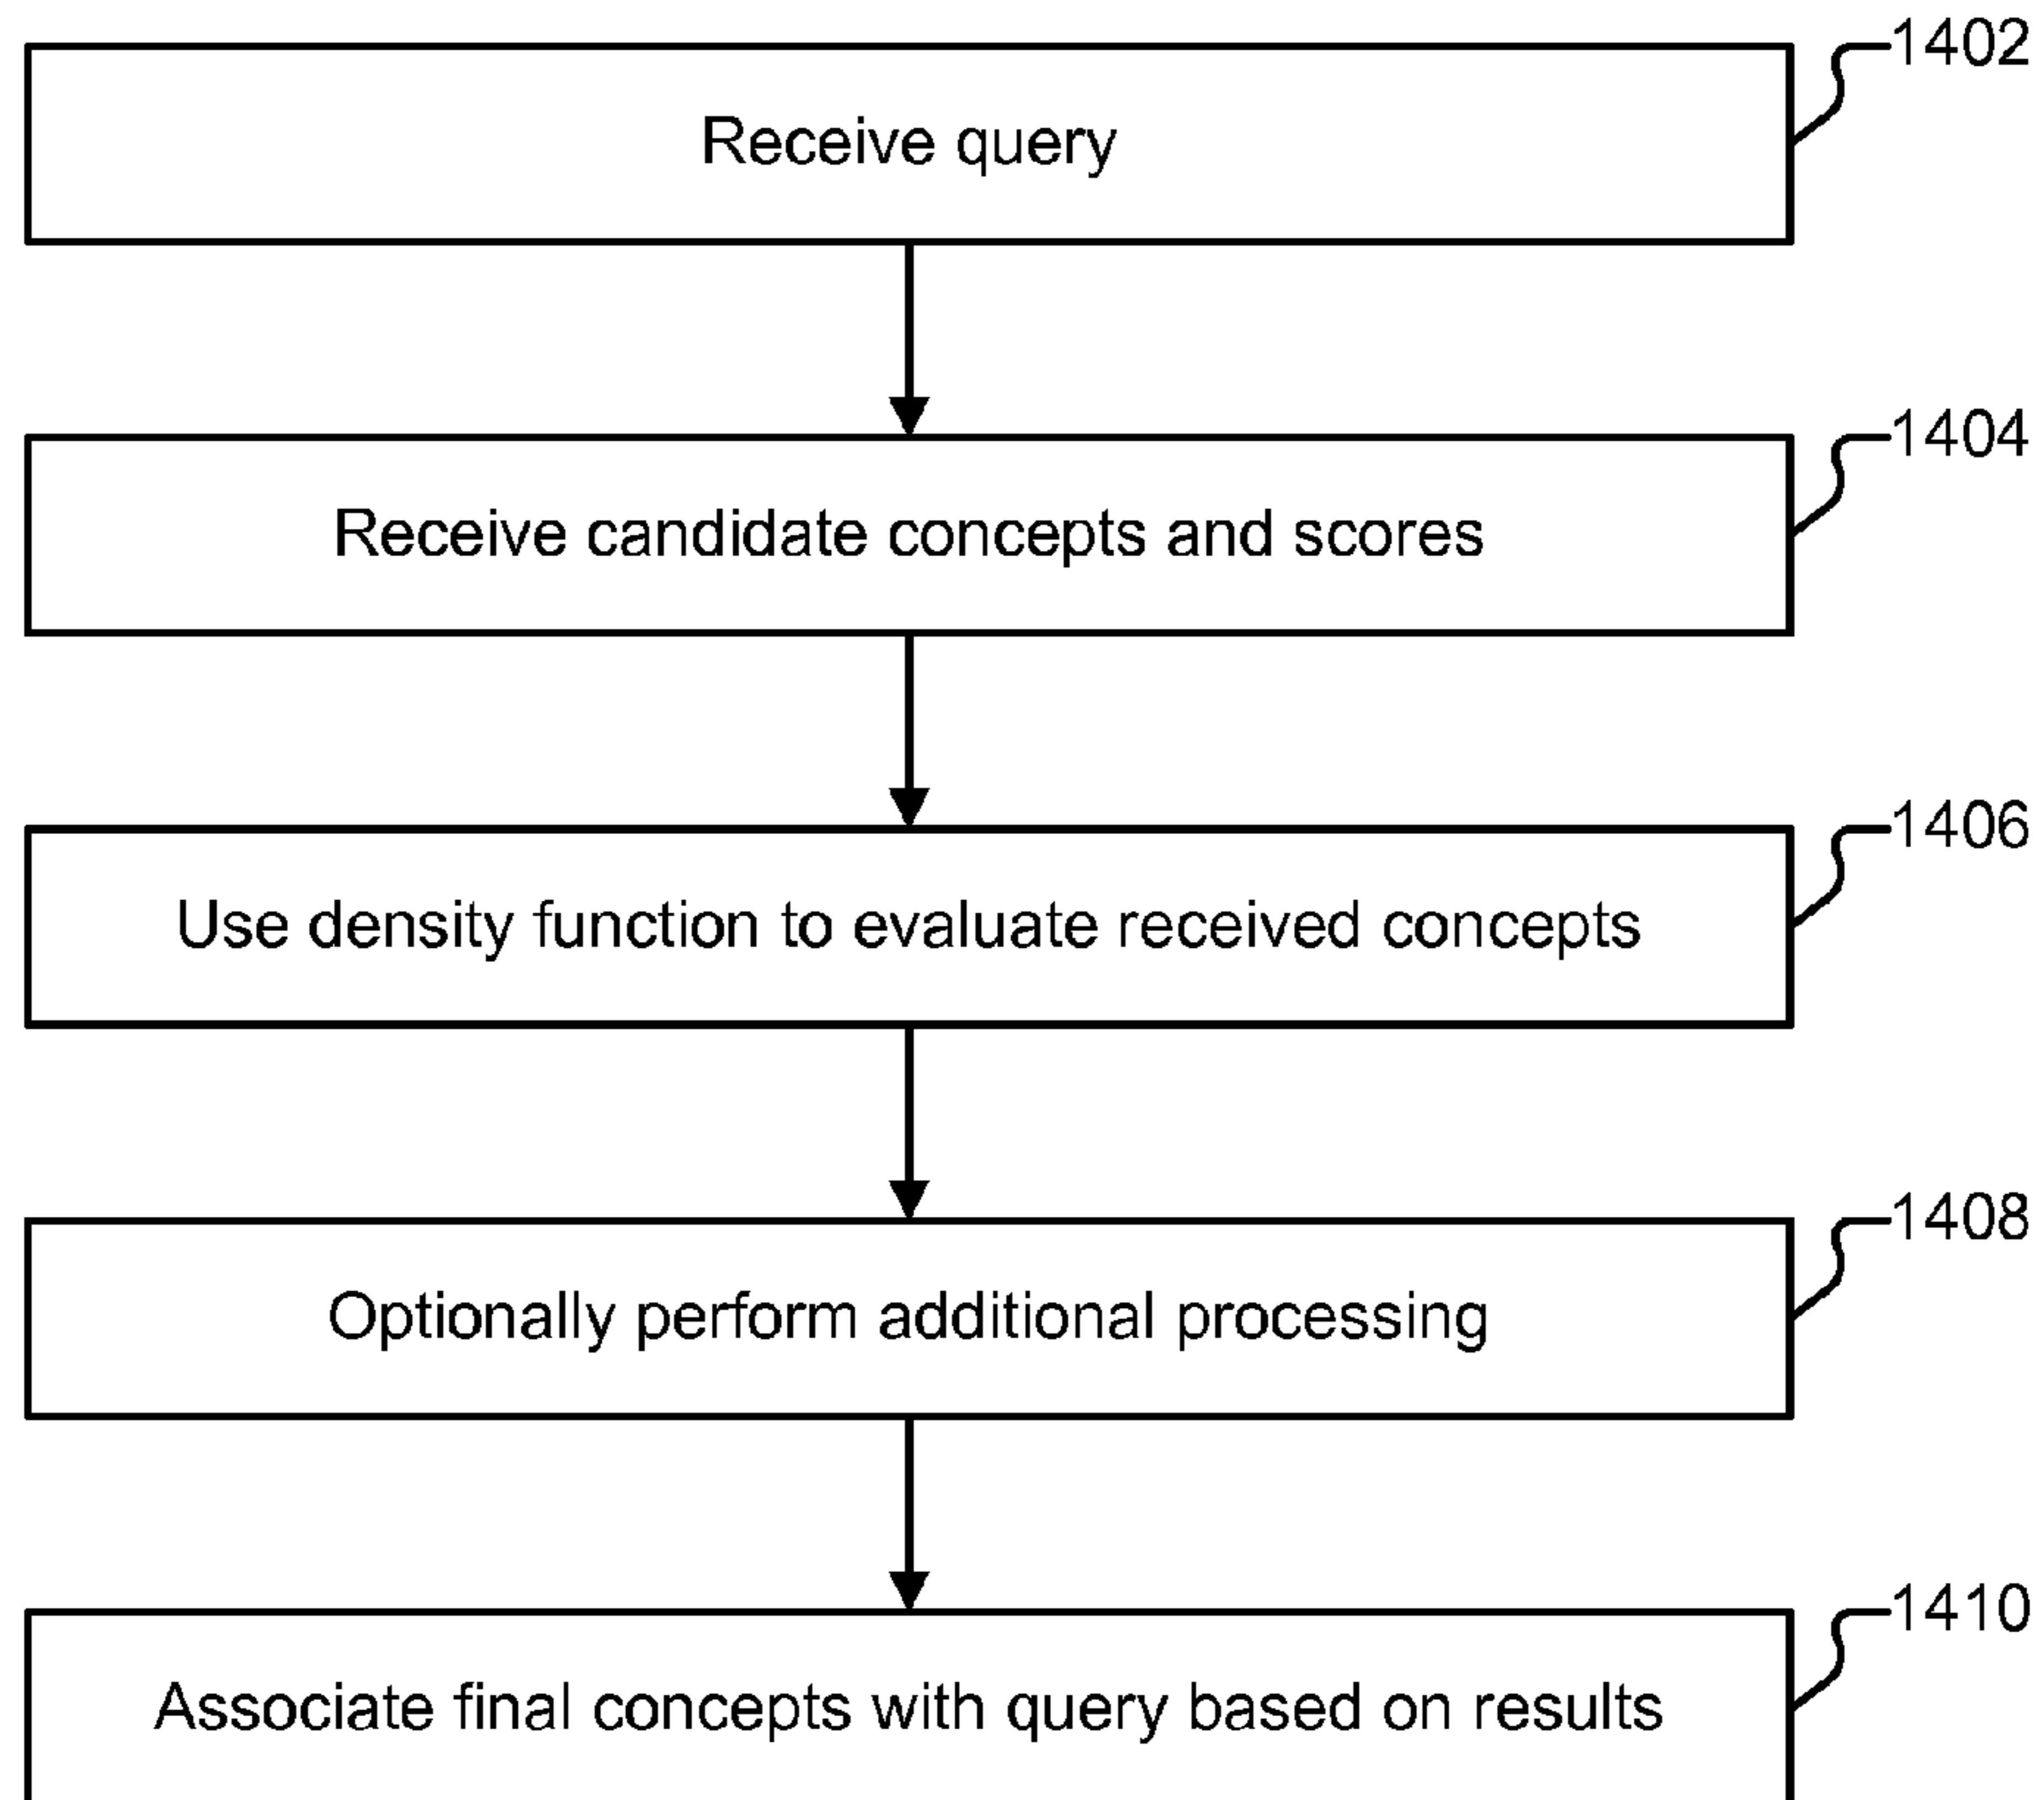 1402
Receive query
1404
Receive candidate concepts and scores
1406
Use density function to evaluate received concepts
1408
Optionally perform additional processing
1410
Associate final concepts with query based on results